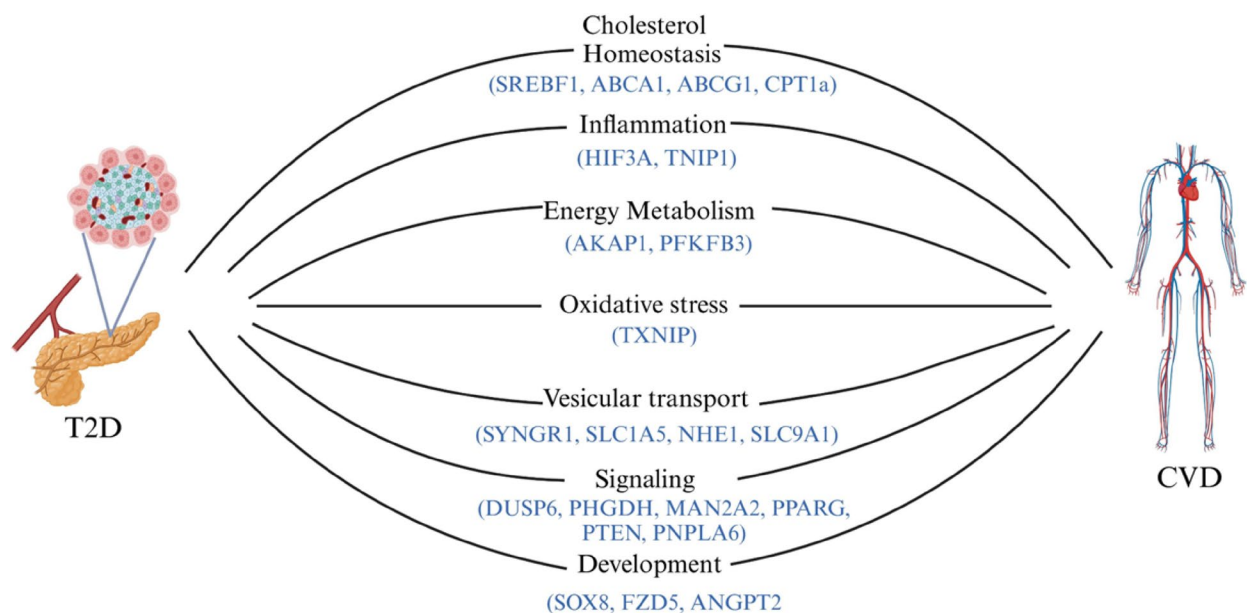 Cholesterol
Homeostasis
(SREBF1, ABCA1, ABCG1, CPT1a)
Inflammation
(HIF3A, TNIP1)
Energy Metabolism
(AKAP1, PFKFB3)
Oxidative stress
(TXNIP)
Vesicular transport
(SYNGR1, SLC1A5, NHE1, SLC9A1)
Signaling
(DUSP6, PHGDH, MAN2A2, PPARG,
PTEN, PNPLA6)
Development
(SOX8, FZD5, ANGPT2
T2D
CVD